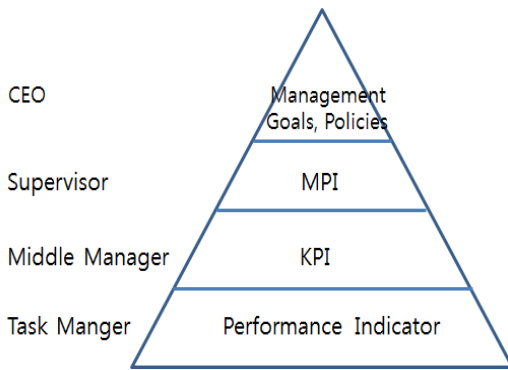 CEO
Management
Goals, Policies
Supervisor
MPI
Middle Manager
KPI
Task Manger
Performance Indicator